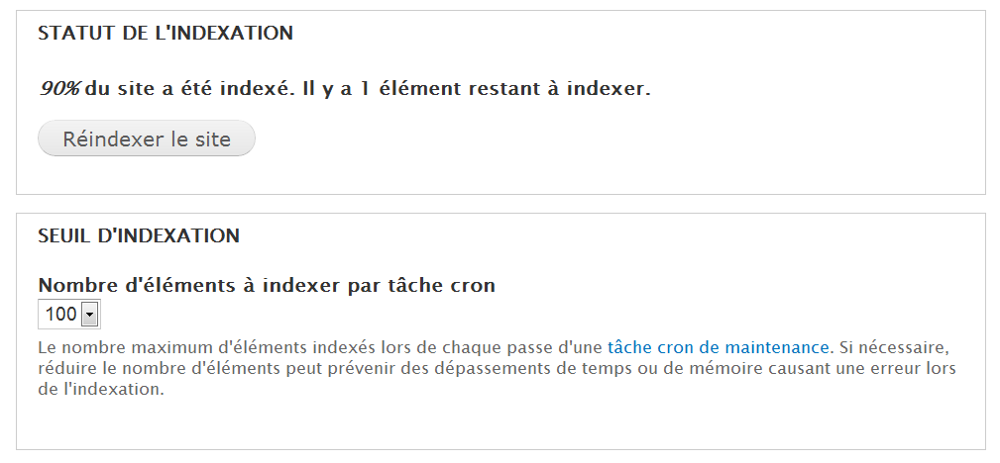 STATUT DE L'INDEXATION
90% du site a été indexé. Il y a 1 élément restant à indexer.
Réindexer le site
SEUIL D'INDEXATION
Nombre d'éléments à indexer par tâche cron
100
Le nombre maximum d'éléments indexés lors de chaque passe d'une tâche cron de maintenance. Si nécessaire,
réduire le nombre d'éléments peut prévenir des dépassements de temps ou de mémoire causant une erreur lors
de l'indexation.